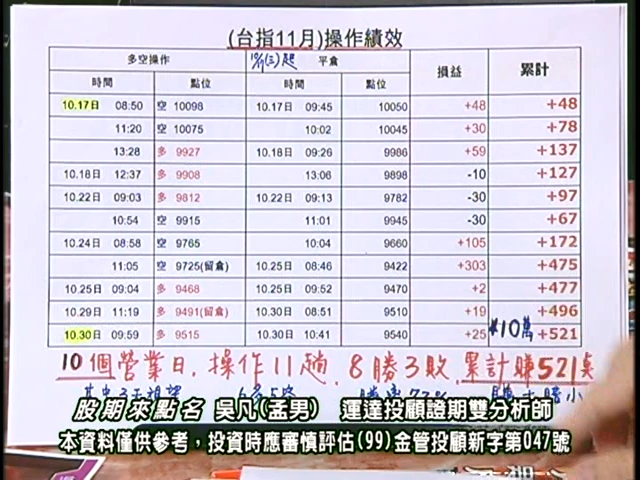 (台指11月)操作績效
多空操作 10/17(三)起 平倉 損益 累計
時間 點位 時間 點位
10.17日 08:50 空 10098 10.17日 09:45 10050 +48 +48
11:20 空 10075 10:02 10045 +30 +78
13:28 多 9927 10.18日 09:26 9986 +59 +137
10.18日 12:37 多 9908 13:06 9898 -10 +127
10.22日 09:03 多 9812 10.22日 09:13 9782 -30 +97
10:54 空 9915 11:01 9945 -30 +67
10.24日 08:58 空 9765 10:04 9660 +105 +172
11:05 空 9725(留倉) 10.25日 08:46 9422 +303 +475
10.25日 09:04 多 9468 10.25日 09:52 9470 +2 +477
10.29日 11:19 多 9491(留倉) 10.30日 08:51 9510 +19 +496
10.30日 09:59 多 9515 10.30日 10:41 9540 +25 +521
10萬
10個營業日, 操作11趟, 8勝3敗, 累計賺521點
股期來點名 吳凡(孟男) 運達投顧證期雙分析師
本資料僅供參考，投資時應審慎評估(99)金管投顧新字第047號